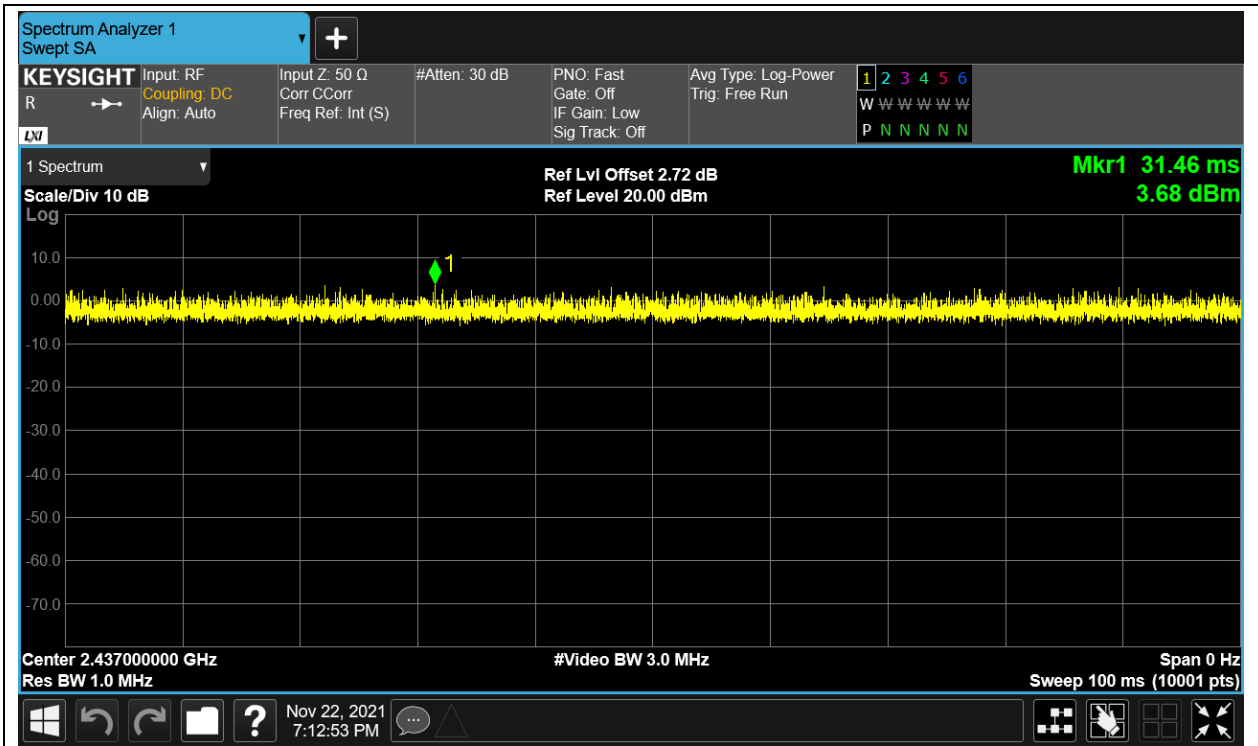 Spectrum Analyzer 1
Swept SA
KEYSIGHT Input: RF Input Z: 50 Ω #Atten: 30 dB PNO: Fast Avg Type: Log-Power 1 2 3 4 5 6
R Coupling: DC Corr CCorr Gate: Off Trig: Free Run W W W W W W
Align: Auto Freq Ref: Int (S) IF Gain: Low
LXI Sig Track: Off P N N N N N
1 Spectrum Ref Lvl Offset 2.72 dB Mkr1 31.46 ms
Scale/Div 10 dB Ref Level 20.00 dBm 3.68 dBm
Log
10.0
1
0.00
-10.0
-20.0
-30.0
-40.0
-50.0
-60.0
-70.0
Center 2.437000000 GHz #Video BW 3.0 MHz Span 0 Hz
Res BW 1.0 MHz Sweep 100 ms (10001 pts)
? Nov 22, 2021
7:12:53 PM